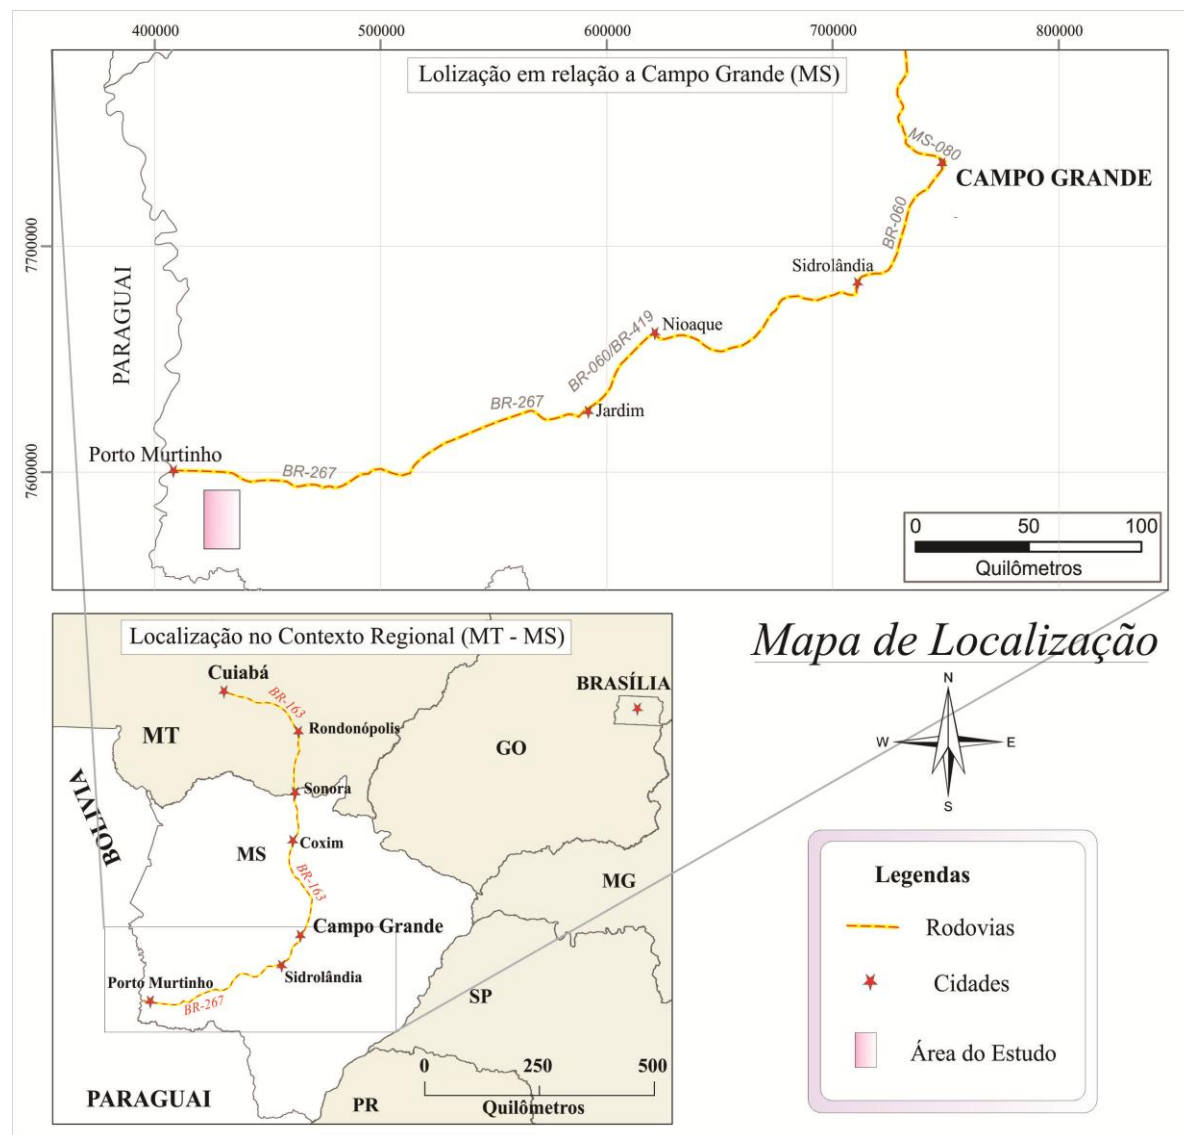 400000
500000
600000
700000
800000
Lolização em relação a Campo Grande (MS)
MS-080
CAMPO GRANDE
BR-060
7700000
Sidrolândia
PARAGUAI
Nioaque
BR-060/BR-419
BR-267
Jardim
Porto Murtinho
BR-267
7600000
0 50 100
Quilômetros
Localização no Contexto Regional (MT - MS)
Cuiabá
BR-163
BRASÍLIA
Rondonópolis
MT
GO
Sonora
BOLIVIA
Coxim
MS
BR-163
MG
Campo Grande
Sidrolândia
Porto Murtinho
BR-267
SP
0 250 500
Quilômetros
PARAGUAI
PR
Mapa de Localização
N
W
E
S
Legendas
Rodovias
Cidades
Área do Estudo